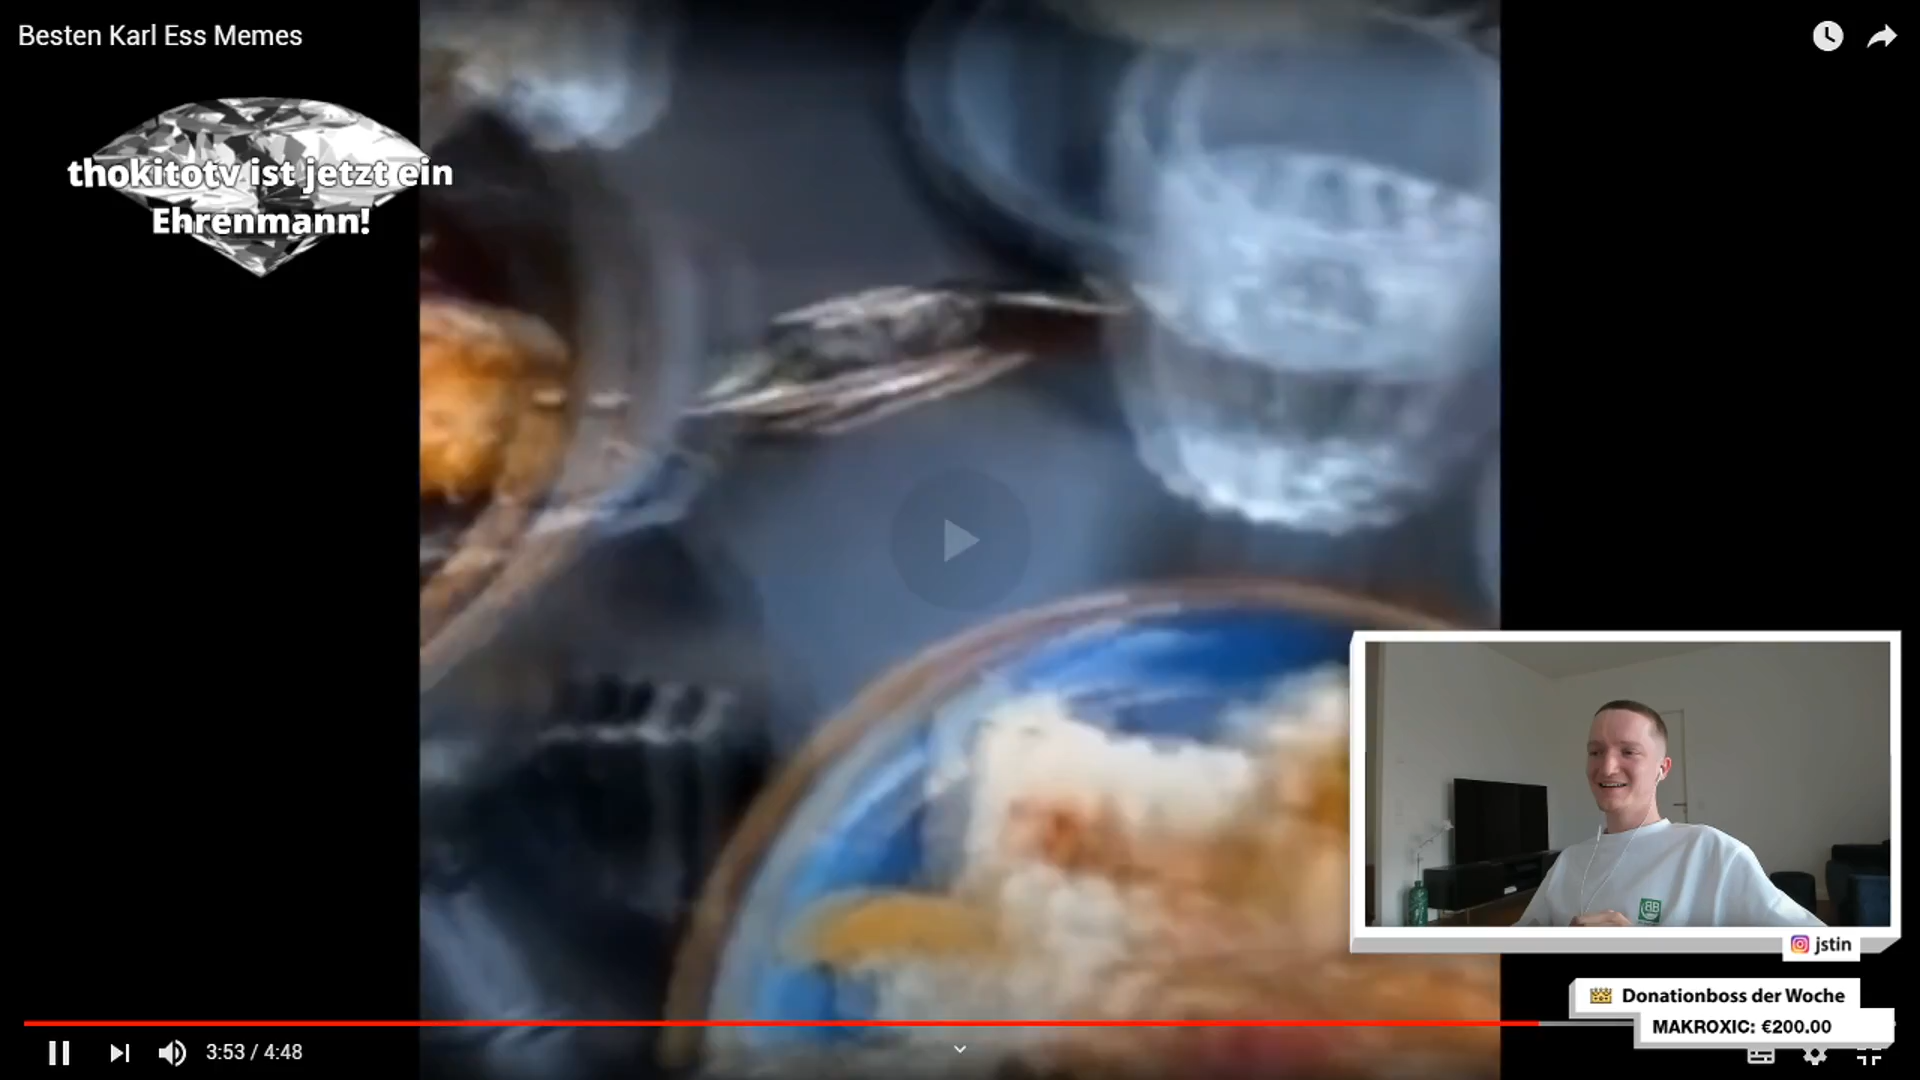 Besten Karl Ess Memes
thokitotv ist jetzt ein
Ehrenmann!
BB
jstin
Donationboss der Woche
MAKROXIC: €200.00
3:53 / 4:48